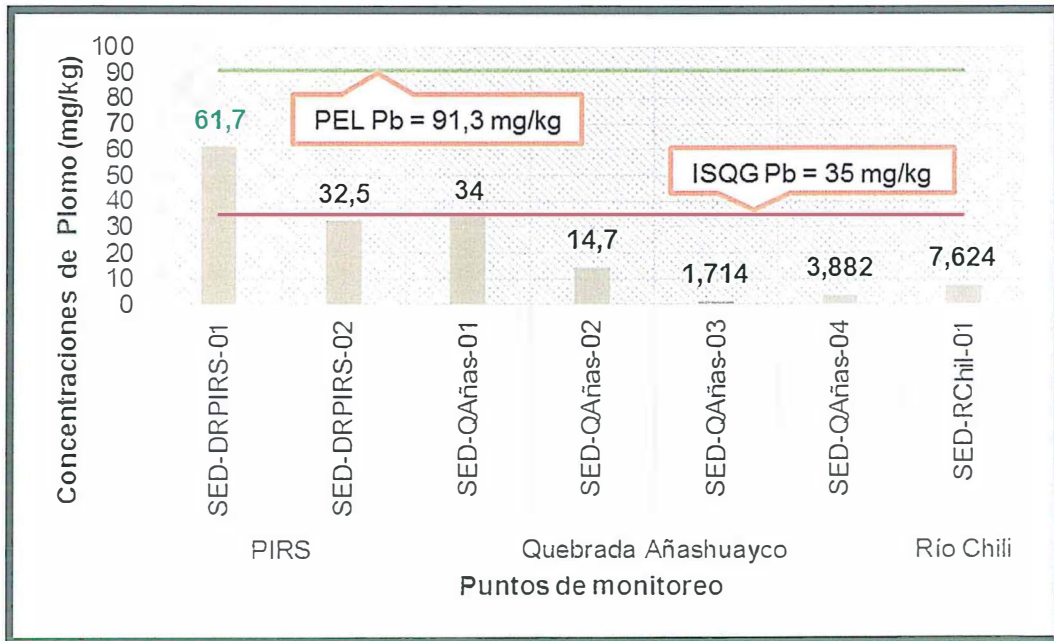 Concentraciones de Plomo (mg/kg)
100
90
80
70
60
50
40
30
20
10
0
PEL Pb = 91,3 mg/kg
ISQG Pb = 35 mg/kg
61,7
32,5
34
14,7
1,714
3,882
7,624
SED-DRPIRS-01
SED-DRPIRS-02
SED-QAñas-01
SED-QAñas-02
SED-QAñas-03
SED-QAñas-04
SED-RChil-01
PIRS
Quebrada Añashuayco
Río Chili
Puntos de monitoreo